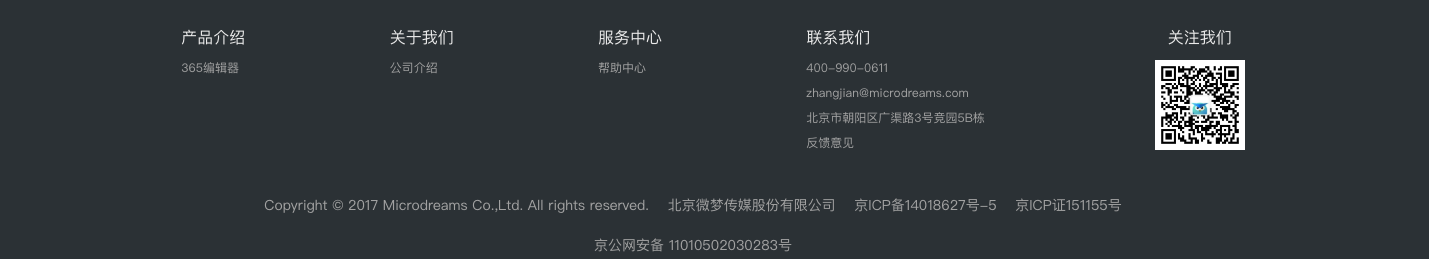 产品介绍
365编辑器
关于我们
公司介绍
服务中心
帮助中心
联系我们
400-990-0611
zhangjian@microdreams.com
北京市朝阳区广渠路3号竞园5B栋
反馈意见
关注我们
Copyright © 2017 Microdreams Co.,Ltd. All rights reserved. 北京微梦传媒股份有限公司 京ICP备14018627号-5 京ICP证151155号
京公网安备 11010502030283号